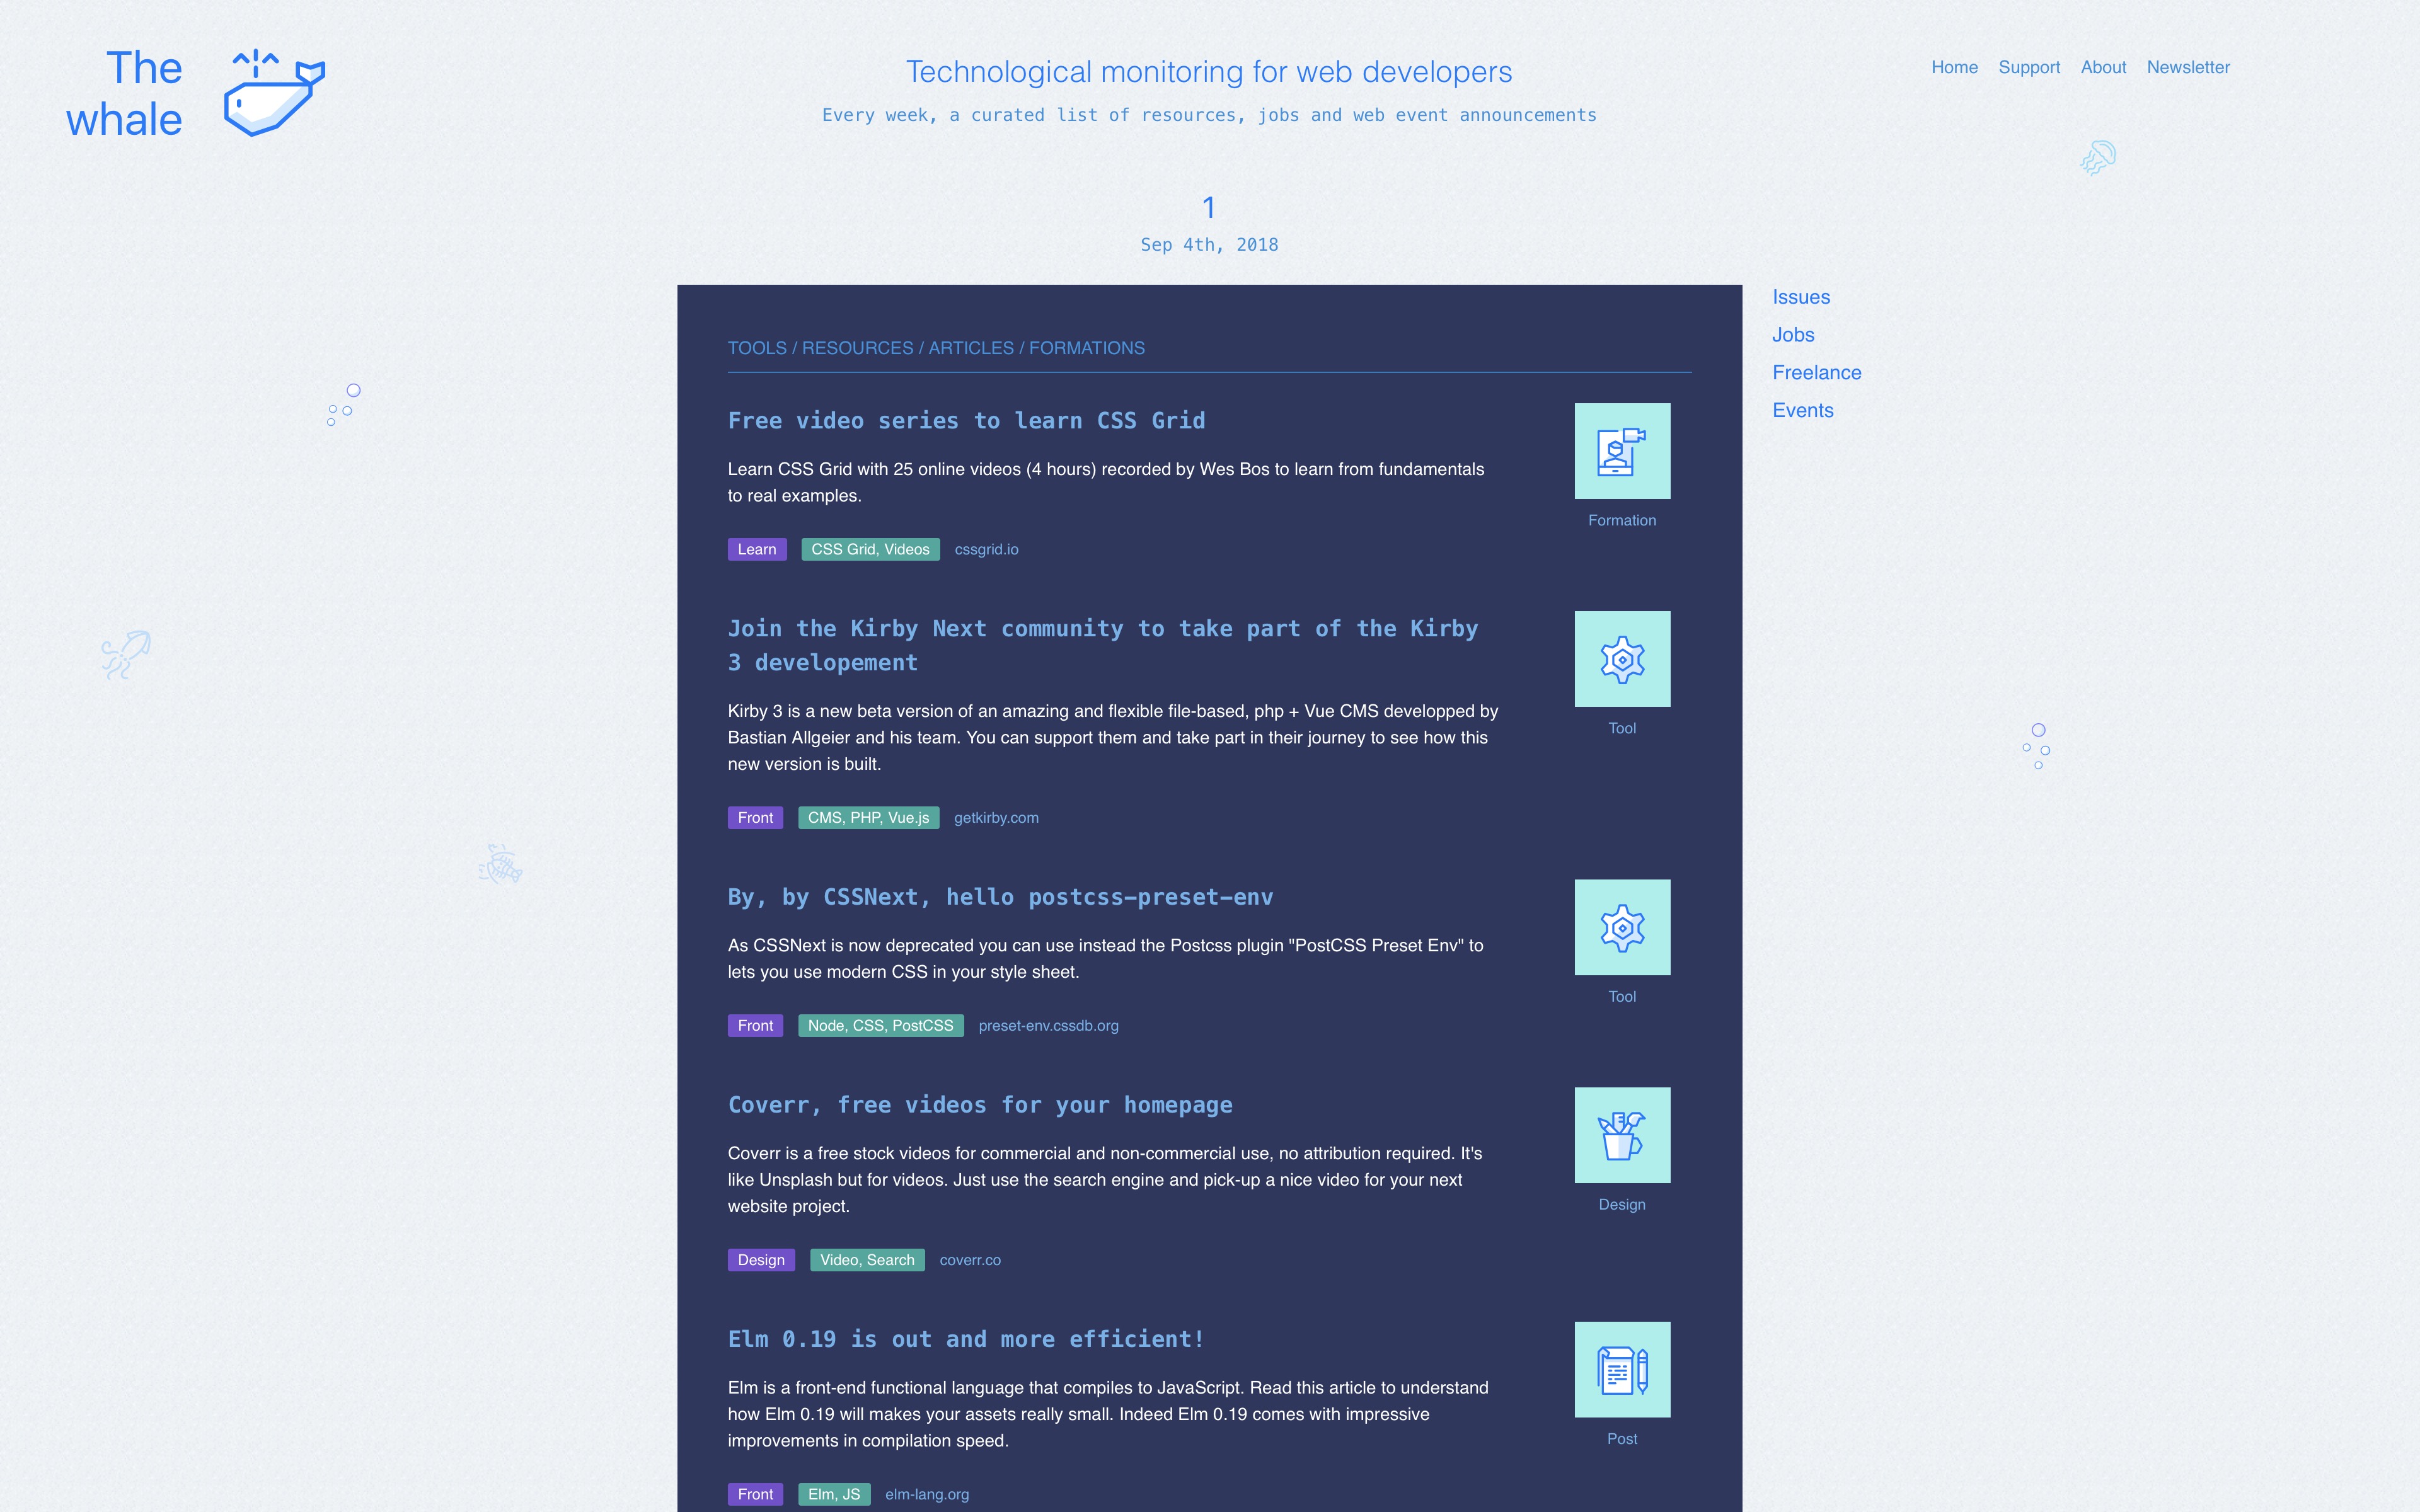 The
whale
Technological monitoring for web developers
Every week, a curated list of resources, jobs and web event announcements
Home Support About Newsletter
1
Sep 4th, 2018
Issues
Jobs
Freelance
Events
TOOLS / RESOURCES / ARTICLES / FORMATIONS
Free video series to learn CSS Grid
Learn CSS Grid with 25 online videos (4 hours) recorded by Wes Bos to learn from fundamentals
to real examples.
Formation
Learn CSS Grid, Videos cssgrid.io
Join the Kirby Next community to take part of the Kirby
3 developement
Kirby 3 is a new beta version of an amazing and flexible file-based, php + Vue CMS developped by
Bastian Allgeier and his team. You can support them and take part in their journey to see how this
new version is built.
Tool
Front CMS, PHP, Vue.js getkirby.com
By, by CSSNext, hello postcss-preset-env
As CSSNext is now deprecated you can use instead the Postcss plugin "PostCSS Preset Env" to
lets you use modern CSS in your style sheet.
Tool
Front Node, CSS, PostCSS preset-env.cssdb.org
Coverr, free videos for your homepage
Coverr is a free stock videos for commercial and non-commercial use, no attribution required. It's
like Unsplash but for videos. Just use the search engine and pick-up a nice video for your next
website project.
Design
Design Video, Search coverr.co
Elm 0.19 is out and more efficient!
Elm is a front-end functional language that compiles to JavaScript. Read this article to understand
how Elm 0.19 will makes your assets really small. Indeed Elm 0.19 comes with impressive
improvements in compilation speed.
Post
Front Elm, JS elm-lang.org